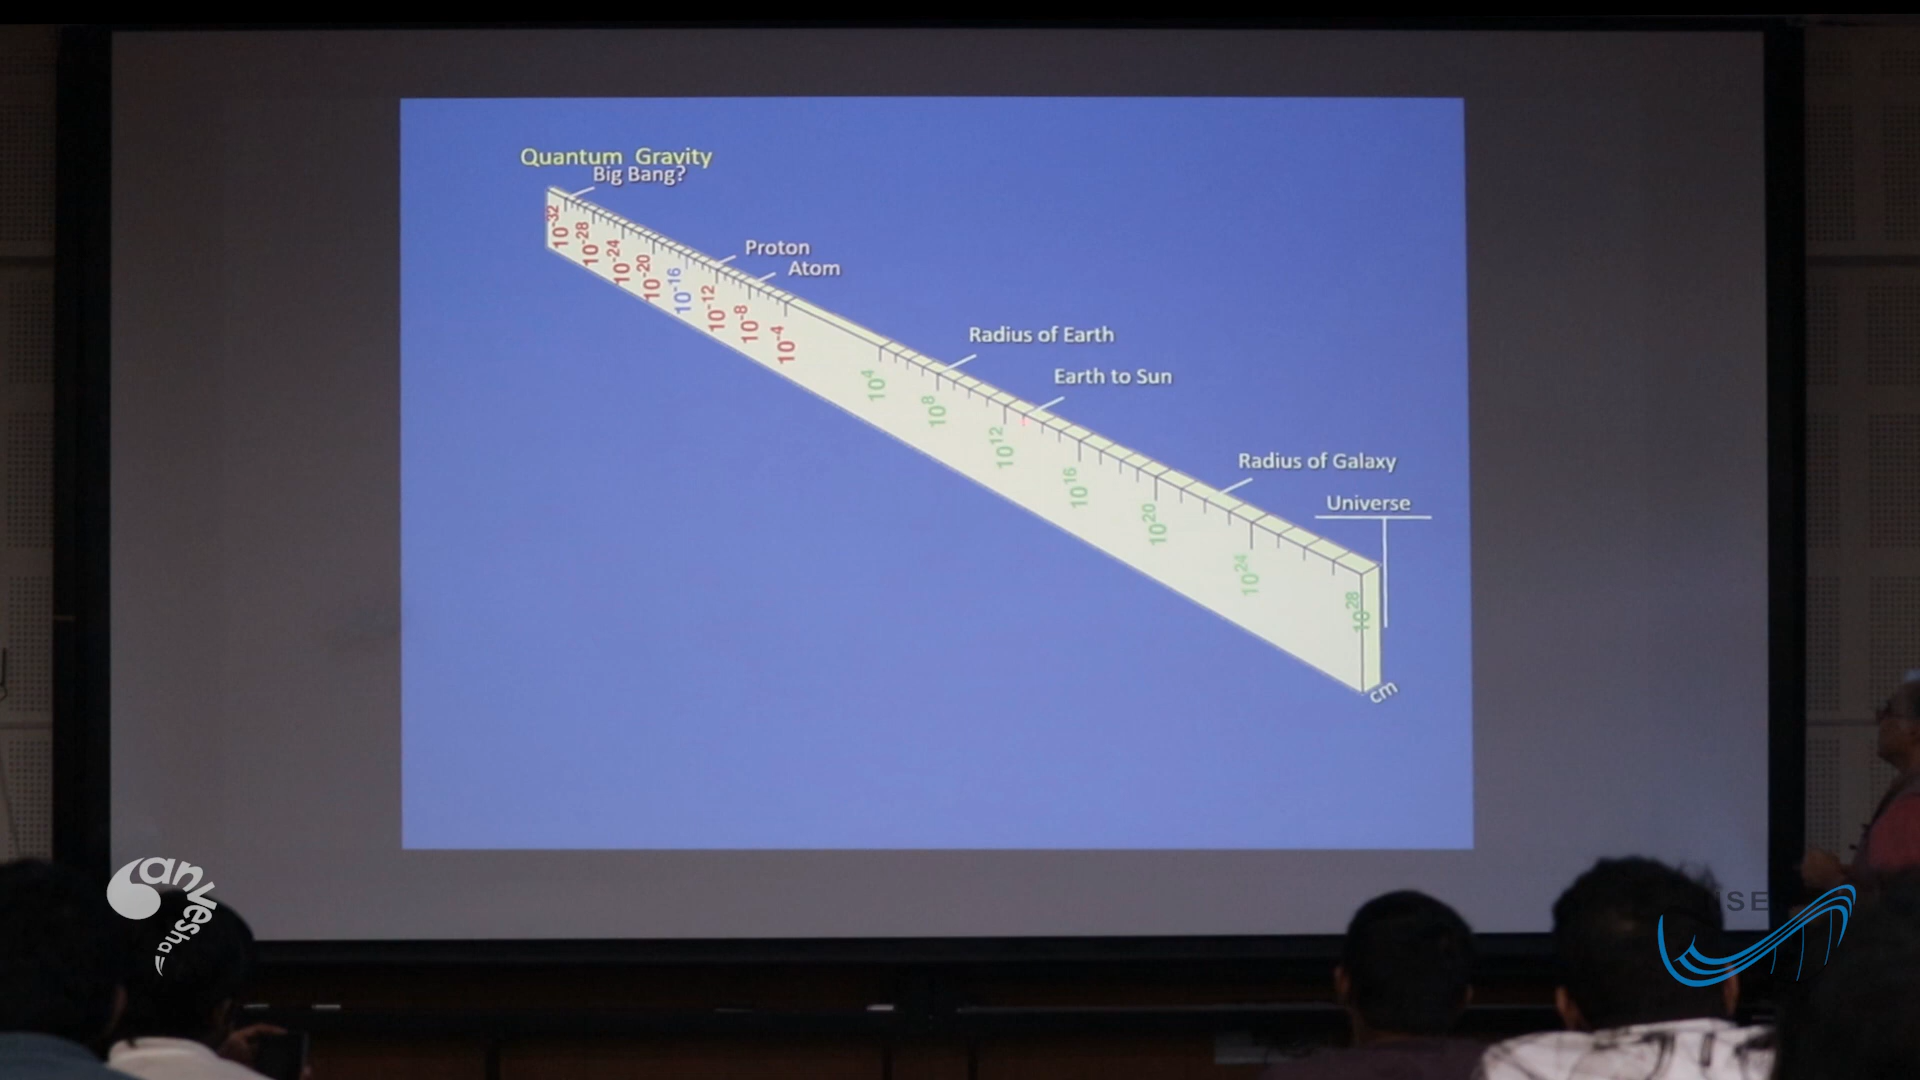 Quantum Gravity
Big Bang?
10-32
10-28
10-24
10-20
10-16
10-12
10-8
10-4
Proton
Atom
10⁴
10⁸
10¹²
10¹⁶
10²⁰
10²⁴
10²⁸
Radius of Earth
Earth to Sun
Radius of Galaxy
Universe
cm
anvesha